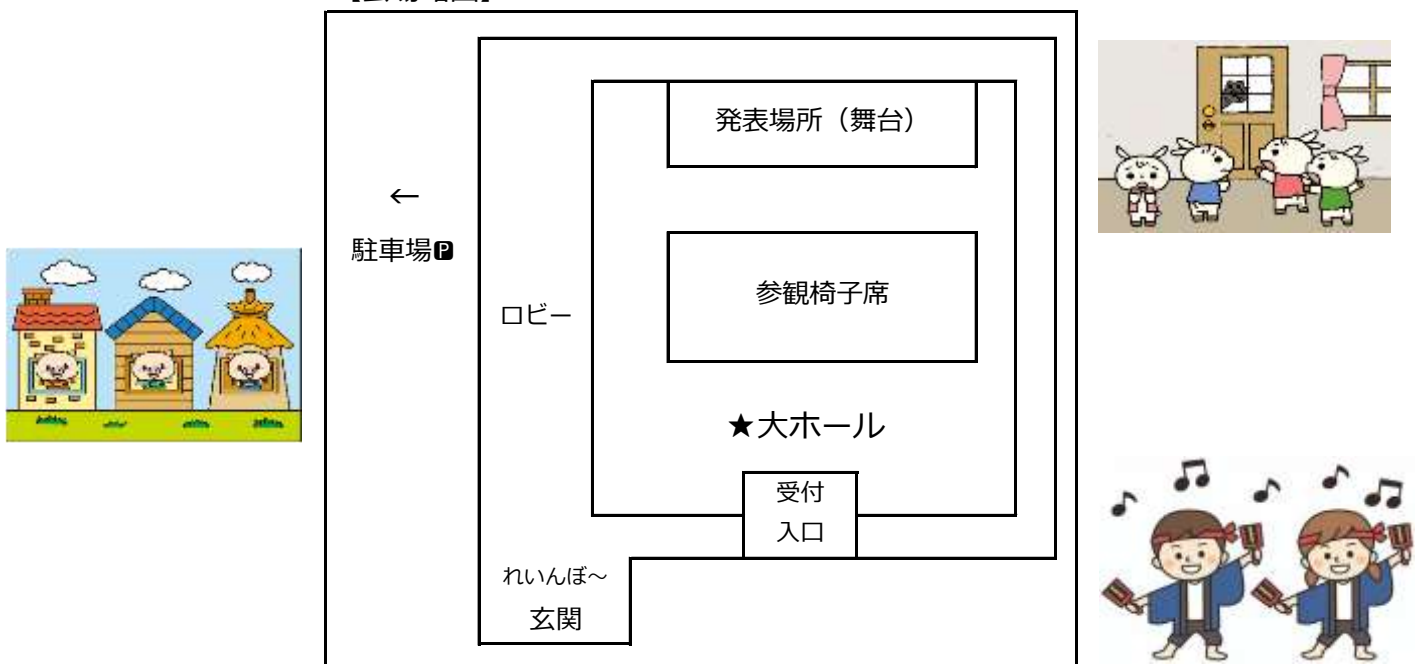 発表場所（舞台）
←
駐車場🅿
参観椅子席
ロビー
★大ホール
受付
入口
れいんぼ～
玄関